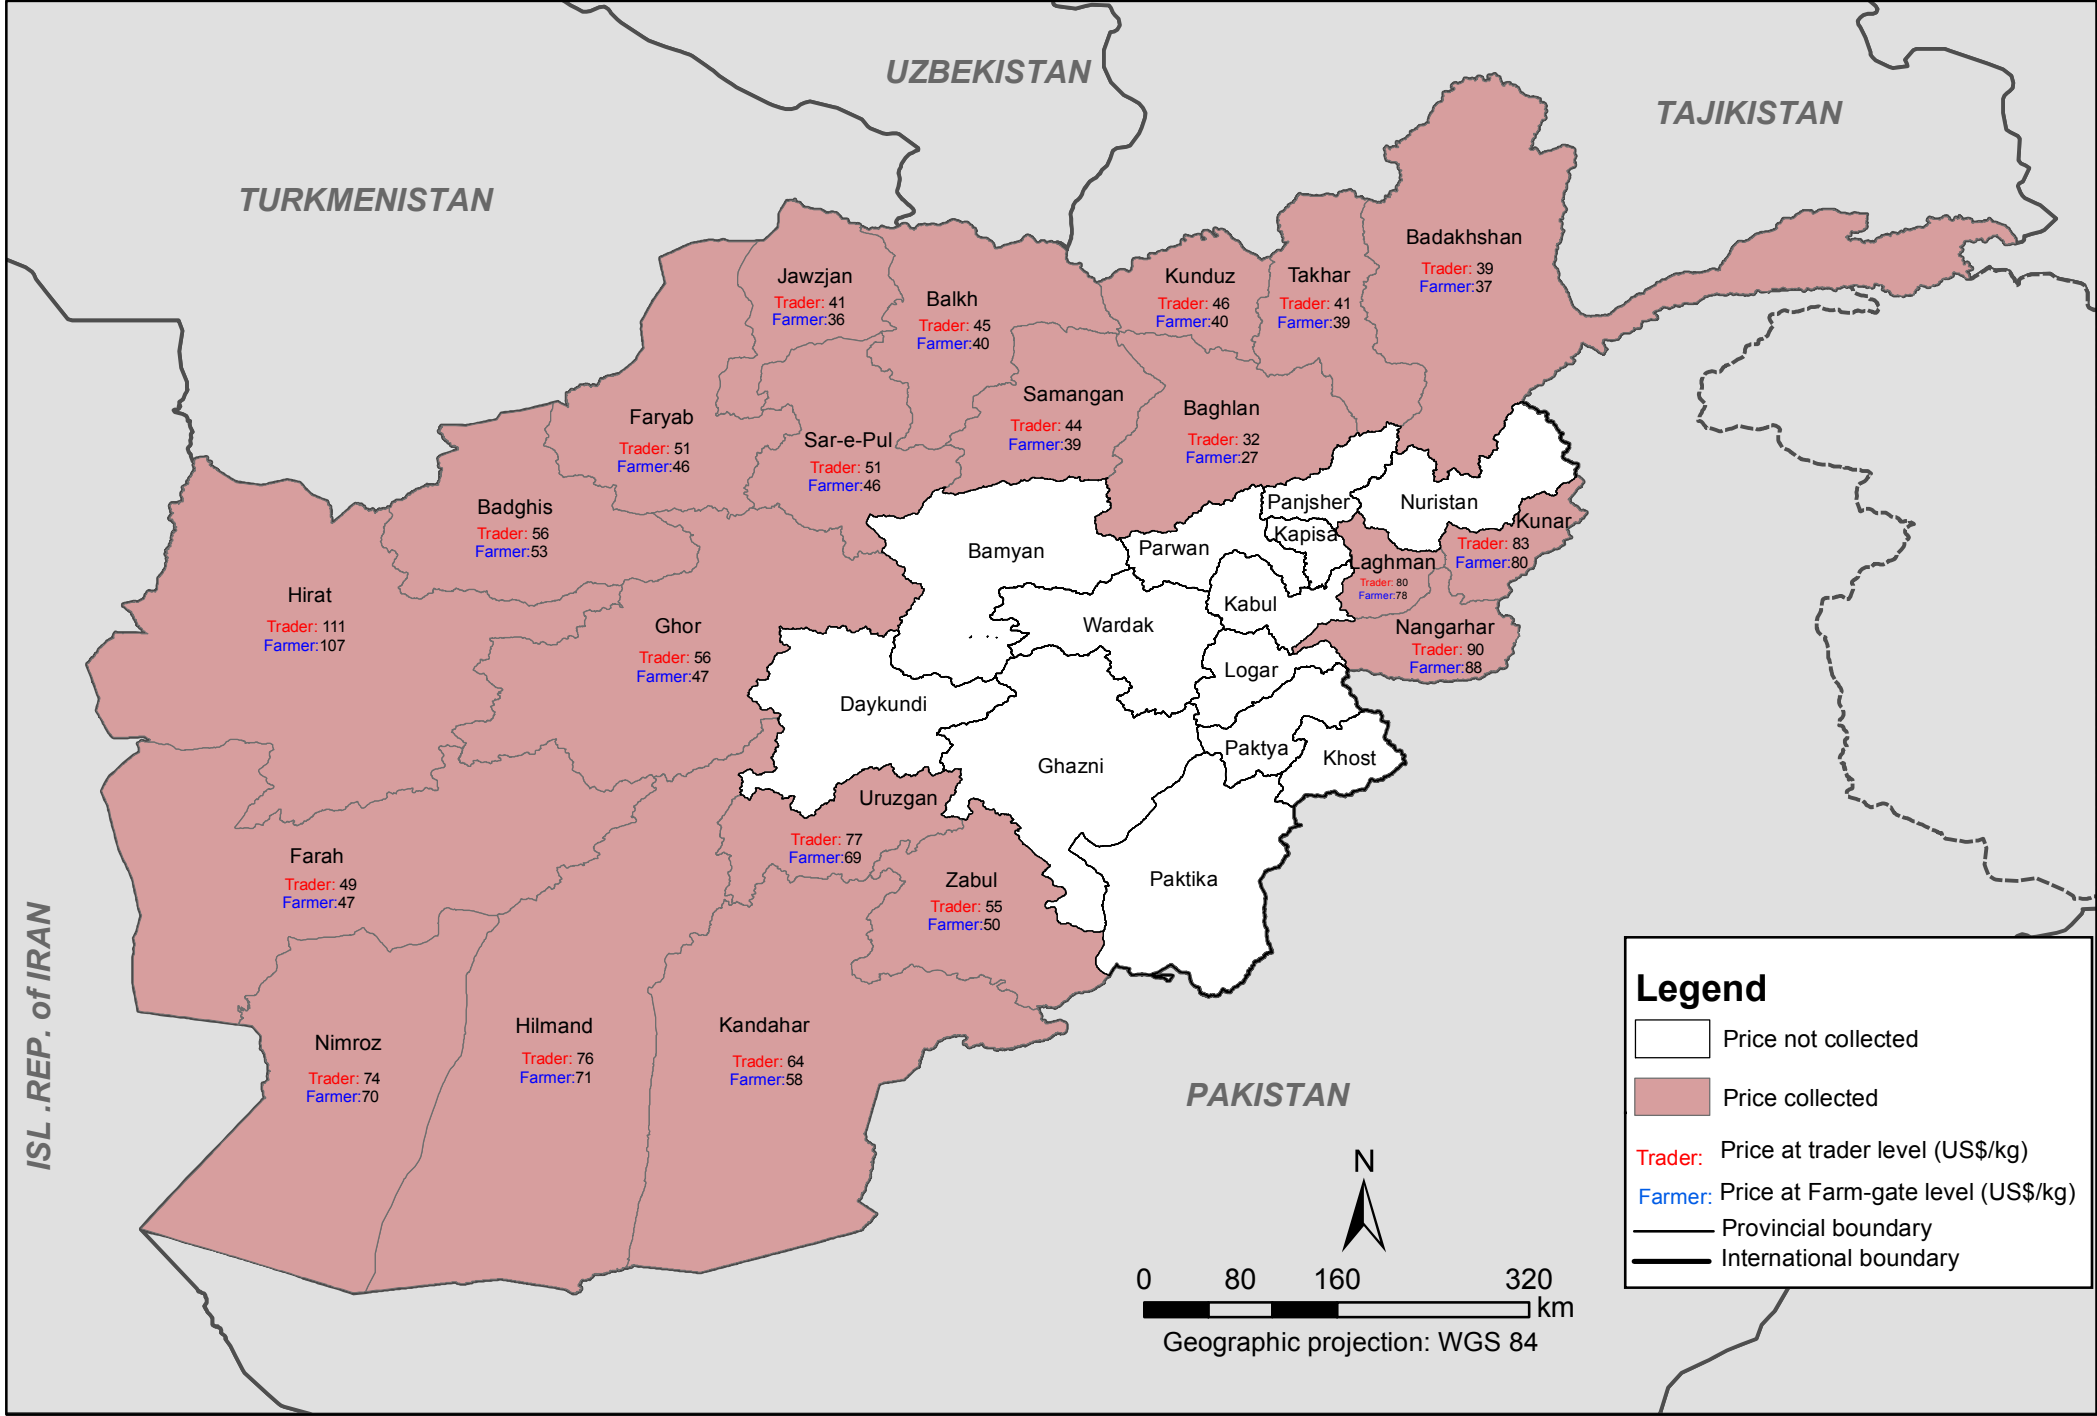 UZBEKISTAN
TAJIKISTAN
TURKMENISTAN
Badakhshan
Trader: 39
Farmer:37
Jawzjan
Trader: 41
Farmer:36
Balkh
Trader: 45
Farmer:40
Kunduz
Trader: 46
Farmer:40
Takhar
Trader: 41
Farmer:39
Samangan
Trader: 44
Farmer:39
Baghlan
Trader: 32
Farmer:27
Faryab
Trader: 51
Farmer:46
Sar-e-Pul
Trader: 51
Farmer:46
Badghis
Trader: 56
Farmer:53
Panjsher
Nuristan
Kunar
Trader: 83
Farmer:80
Kapisa
Parwan
Bamyan
Laghman
Trader: 80
Farmer:78
Hirat
Trader: 111
Farmer:107
Ghor
Trader: 56
Farmer:47
Kabul
Wardak
Nangarhar
Trader: 90
Farmer:88
Logar
Daykundi
Paktya
Khost
Ghazni
Uruzgan
Trader: 77
Farmer:69
Farah
Trader: 49
Farmer:47
Zabul
Trader: 55
Farmer:50
Paktika
ISL .REP. of IRAN
Nimroz
Trader: 74
Farmer:70
Hilmand
Trader: 76
Farmer:71
Kandahar
Trader: 64
Farmer:58
PAKISTAN
N
0 80 160 320
km
Geographic projection: WGS 84
Legend
Price not collected
Price collected
Trader: Price at trader level (US$/kg)
Farmer: Price at Farm-gate level (US$/kg)
Provincial boundary
International boundary